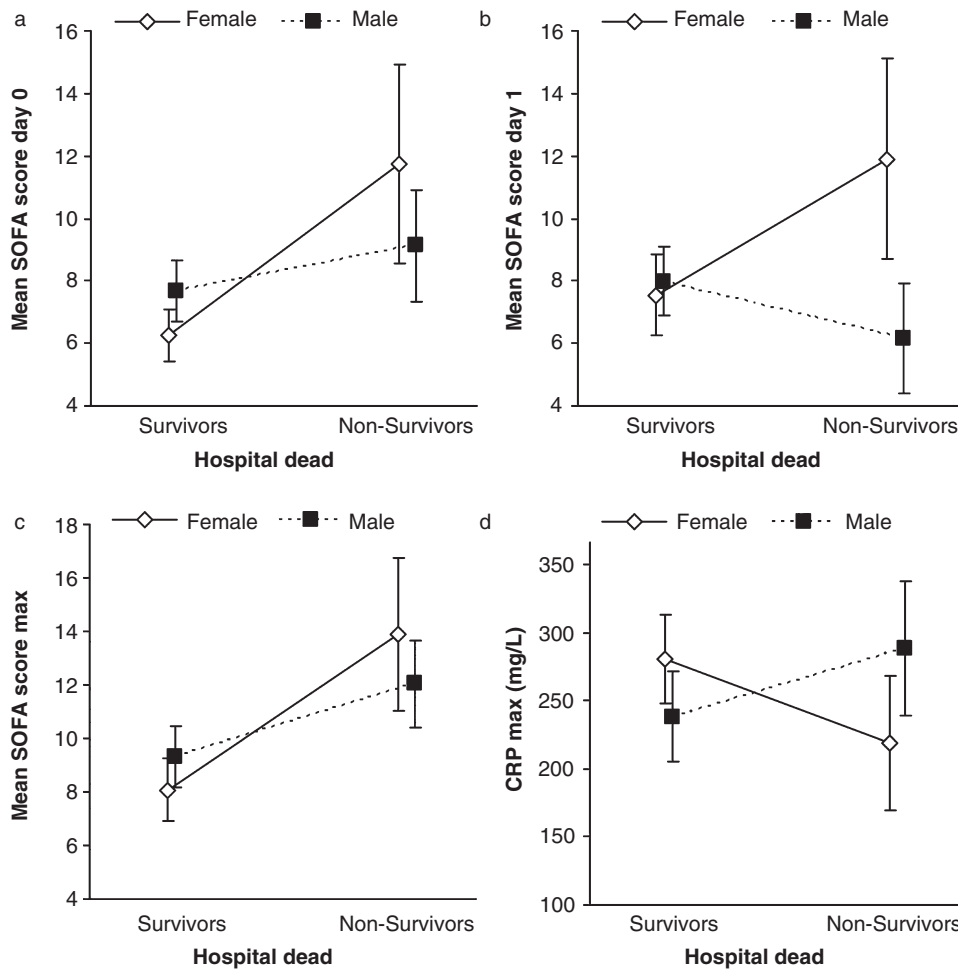 a
Female
Male
Mean SOFA score day 0
16
14
12
10
8
6
4
Survivors
Non-Survivors
Hospital dead
b
Female
Male
Mean SOFA score day 1
16
14
12
10
8
6
4
Survivors
Non-Survivors
Hospital dead
c
Female
Male
Mean SOFA score max
18
16
14
12
10
8
6
4
Survivors
Non-Survivors
Hospital dead
d
Female
Male
CRP max (mg/L)
350
300
250
200
150
100
Survivors
Non-Survivors
Hospital dead